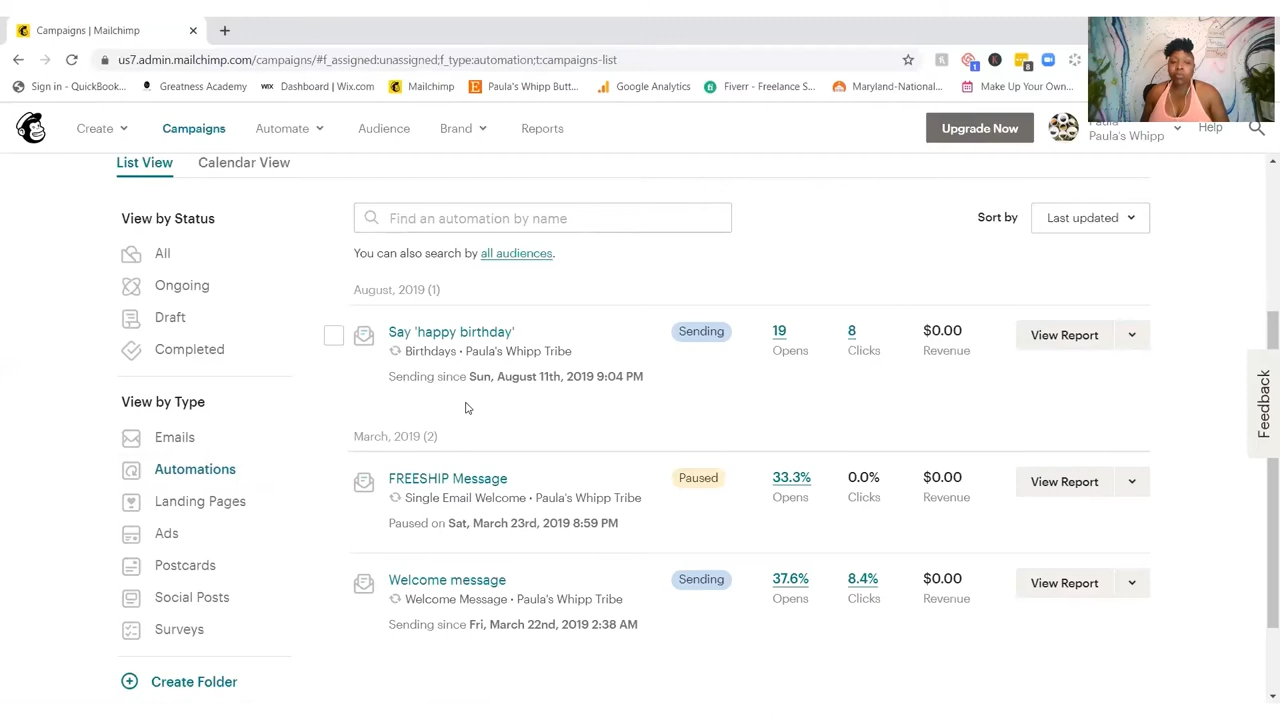 Campaigns | Mailchimp
us7.admin.mailchimp.com/campaigns/#f_assigned:unassigned;f_type:automation;t:campaigns-list
Sign in - QuickBook... Greatness Academy WIX Dashboard | Wix.com Mailchimp Paula's Whipp Butt... Google Analytics Fiverr - Freelance S... Maryland-National... Make Up Your Own...
Create Campaigns Automate Audience Brand Reports Upgrade Now Paula Help
Paula's Whipp
List View Calendar View
View by Status
All
Ongoing
Draft
Completed
View by Type
Emails
Automations
Landing Pages
Ads
Postcards
Social Posts
Surveys
Create Folder
Find an automation by name
Sort by Last updated
You can also search by all audiences.
August, 2019 (1)
Say 'happy birthday' Sending 19 8 $0.00 View Report
Birthdays • Paula's Whipp Tribe Opens Clicks Revenue
Sending since Sun, August 11th, 2019 9:04 PM
March, 2019 (2)
FREESHIP Message Paused 33.3% 0.0% $0.00 View Report
Single Email Welcome • Paula's Whipp Tribe Opens Clicks Revenue
Paused on Sat, March 23rd, 2019 8:59 PM
Welcome message Sending 37.6% 8.4% $0.00 View Report
Welcome Message • Paula's Whipp Tribe Opens Clicks Revenue
Sending since Fri, March 22nd, 2019 2:38 AM
Feedback